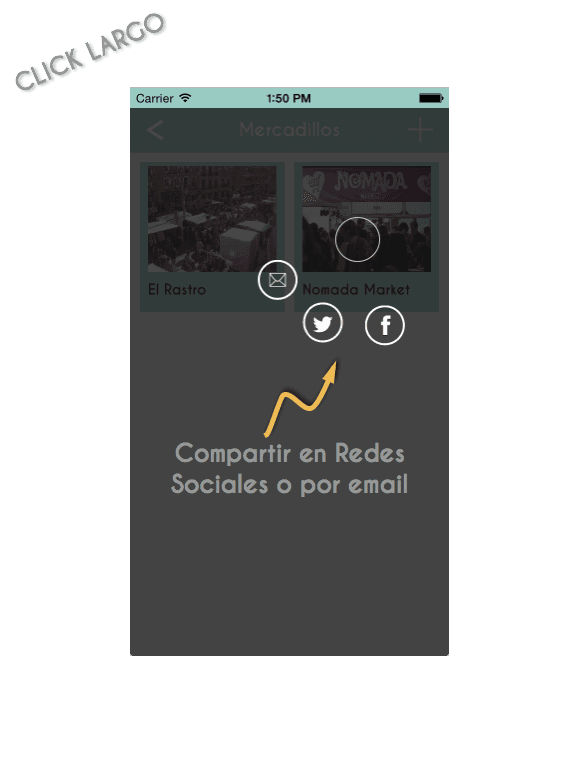 CLICK LARGO
Carrier 1:50 PM
Mercadillos
NOMADA
El Rastro
Nomada Market
Compartir en Redes
Sociales o por email